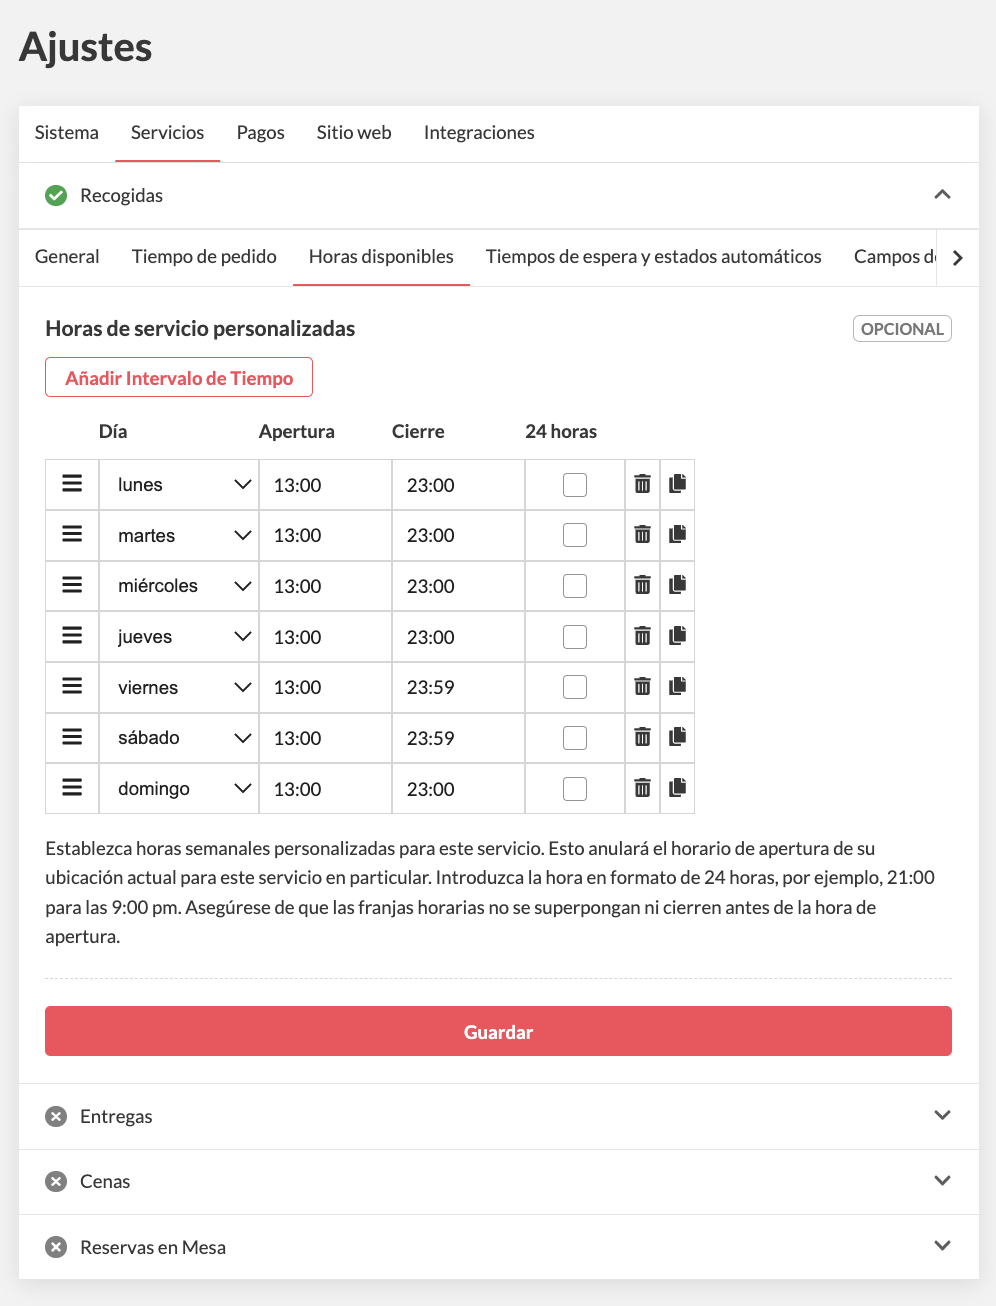 Ajustes
Sistema Servicios Pagos Sitio web Integraciones
Recogidas
General Tiempo de pedido Horas disponibles Tiempos de espera y estados automáticos Campos
Horas de servicio personalizadas OPCIONAL
Añadir Intervalo de Tiempo
Día Apertura Cierre 24 horas
lunes 13:00 23:00
martes 13:00 23:00
miércoles 13:00 23:00
jueves 13:00 23:00
viernes 13:00 23:59
sábado 13:00 23:59
domingo 13:00 23:00
Establezca horas semanales personalizadas para este servicio. Esto anulará el horario de apertura de su
ubicación actual para este servicio en particular. Introduzca la hora en formato de 24 horas, por ejemplo, 21:00
para las 9:00 pm. Asegúrese de que las franjas horarias no se superpongan ni cierren antes de la hora de
apertura.
Guardar
Entregas
Cenas
Reservas en Mesa